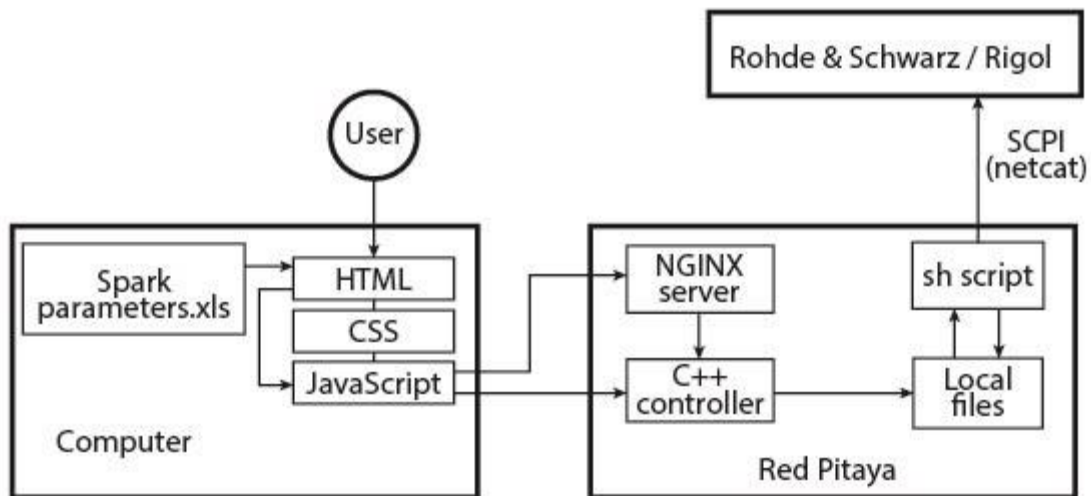 Rohde & Schwarz / Rigol
User
SCPI
(netcat)
Spark
parameters.xls
HTML
CSS
JavaScript
Computer
NGINX
server
C++
controller
sh script
Local
files
Red Pitaya